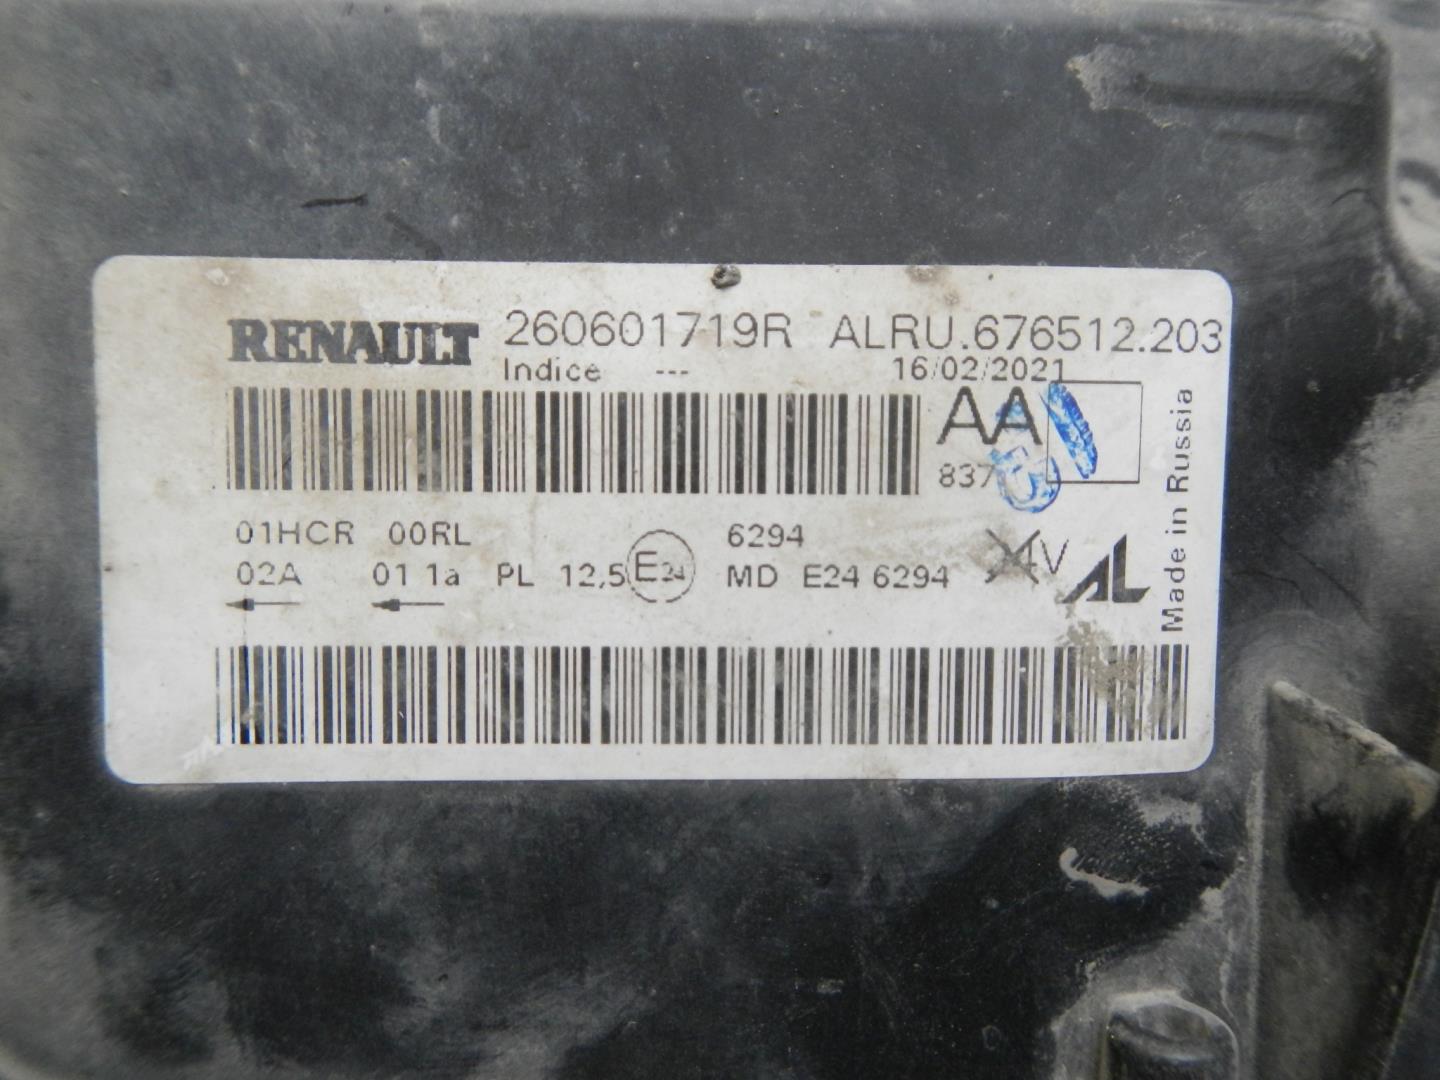 RENAULT 260601719R ALRU.676512.203
Indice --- 16/02/2021
AA
837
01HCR 00RL 6294
02A 01 1a PL 12,5 E24 MD E24 6294
AL
Made in Russia